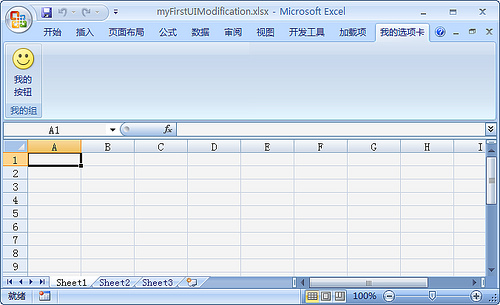 myFirstUIModification.xlsx - Microsoft Excel
开始 插入 页面布局 公式 数据 审阅 视图 开发工具 加载项 我的选项卡
我的
按钮
我的组
A1 fx
A B C D E F G H I
1
2
3
4
5
6
7
8
9
Sheet1 Sheet2 Sheet3
就绪 100%